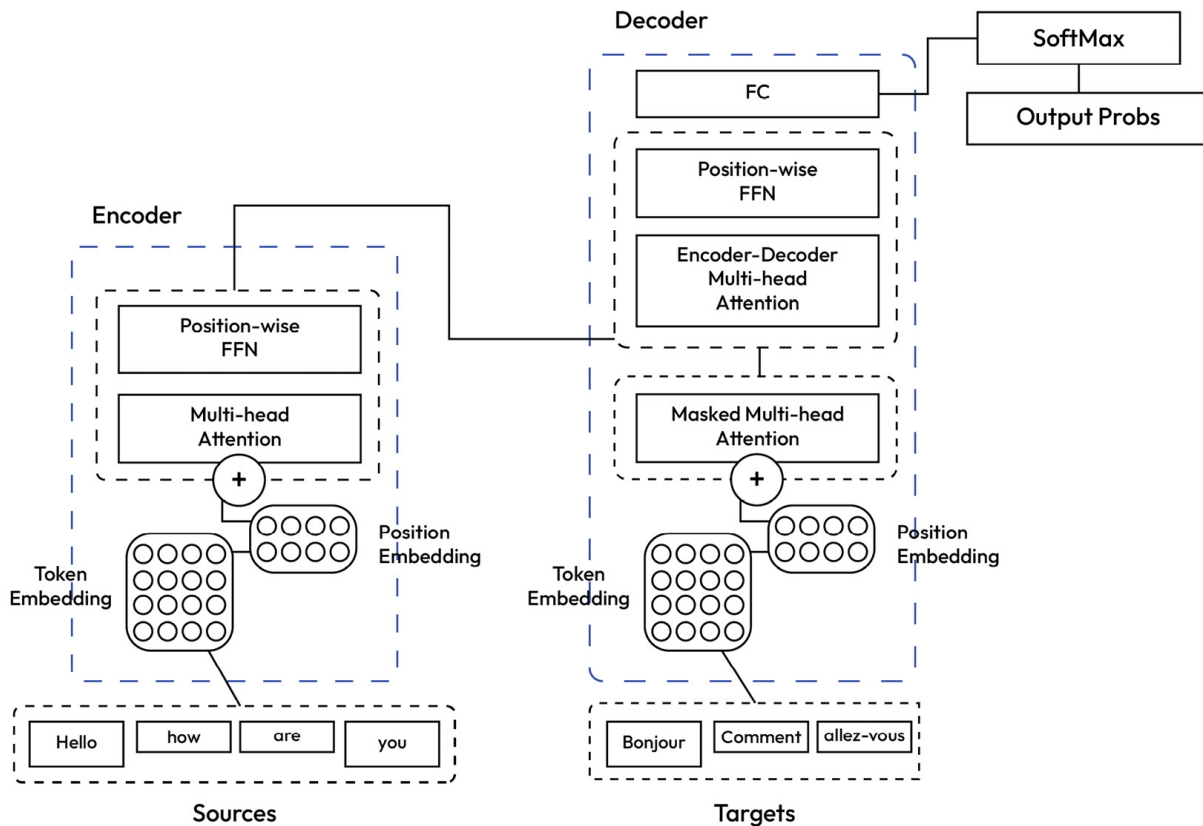 Decoder
SoftMax
FC
Output Probs
Position-wise
FFN
Encoder
Encoder-Decoder
Multi-head
Attention
Position-wise
FFN
Multi-head
Attention
Masked Multi-head
Attention
+
+
Position
Embedding
Position
Embedding
Token
Embedding
Token
Embedding
Hello
how
are
you
Bonjour
Comment
allez-vous
Sources
Targets